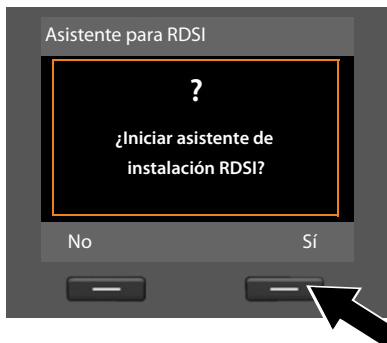 Asistente para RDSI
?
¿Iniciar asistente de
instalación RDSI?
No Sí